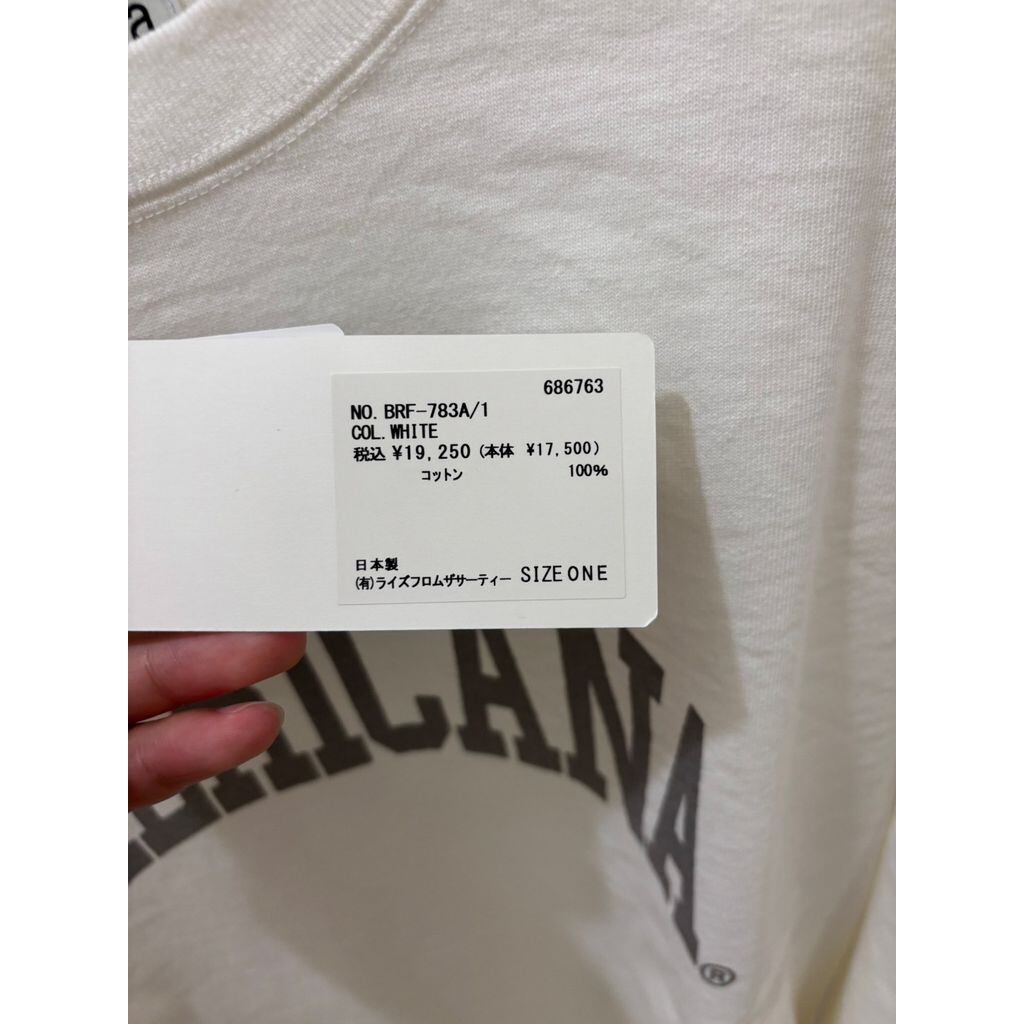 a
686763
NO. BRF-783A/1
COL. WHITE
税込 ¥19,250 (本体 ¥17,500)
コットン 100%
日本製
(有)ライズフロムザサーティー SIZE ONE
ERICANA®